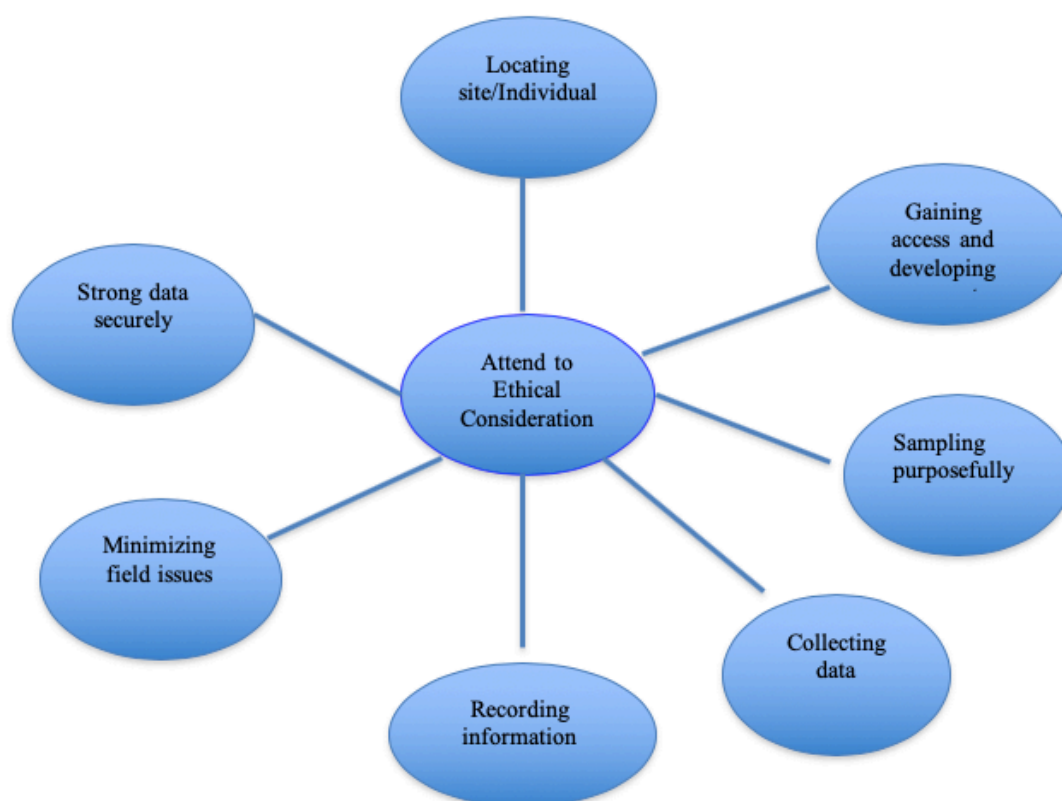 Locating
site/Individual
Gaining
access and
developing
.
Sampling
purposefully
Collecting
data
Recording
information
Minimizing
field issues
Strong data
securely
Attend to
Ethical
Consideration